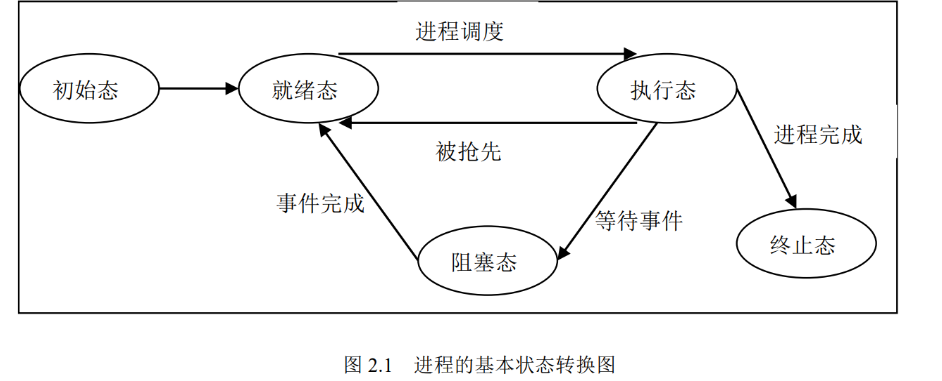 进程调度
初始态
就绪态
执行态
进程完成
被抢先
事件完成
等待事件
终止态
阻塞态
图 2.1 进程的基本状态转换图